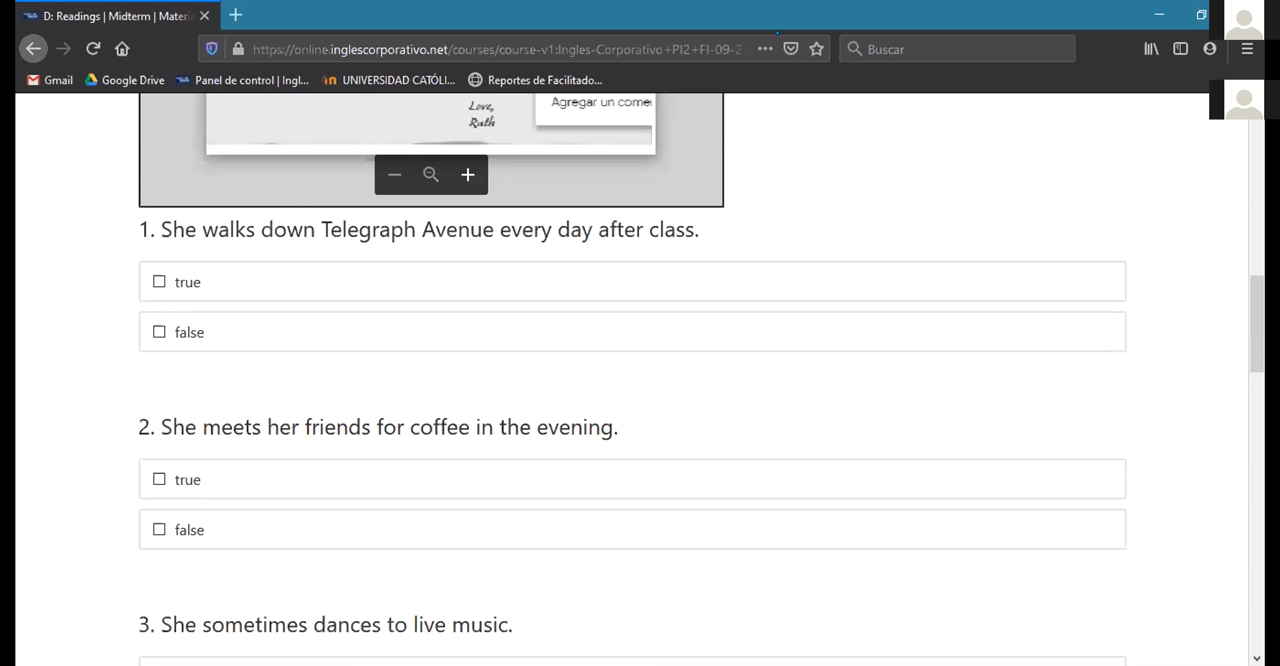 D: Readings | Midterm | Materi
https://online.inglescorporativo.net/courses/course-v1:Ingles-Corporativo+PI2+FI-09-2
Buscar
Gmail Google Drive Panel de control | Ingl... UNIVERSIDAD CATÓLI... Reportes de Facilitado...
Love,
Ruth
Agregar un come
1. She walks down Telegraph Avenue every day after class.
true
false
2. She meets her friends for coffee in the evening.
true
false
3. She sometimes dances to live music.